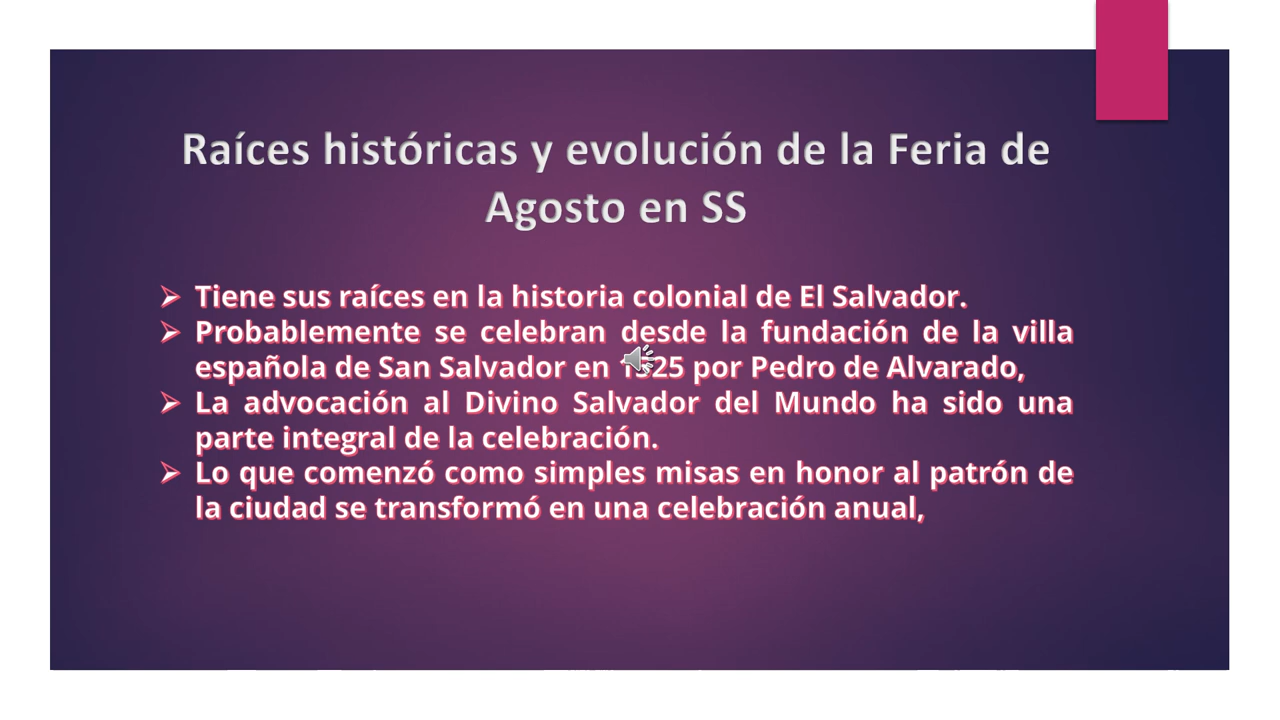 Raíces históricas y evolución de la Feria de
Agosto en SS
Tiene sus raíces en la historia colonial de El Salvador.
Probablemente se celebran desde la fundación de la villa
española de San Salvador en 1525 por Pedro de Alvarado,
La advocación al Divino Salvador del Mundo ha sido una
parte integral de la celebración.
Lo que comenzó como simples misas en honor al patrón de
la ciudad se transformó en una celebración anual,